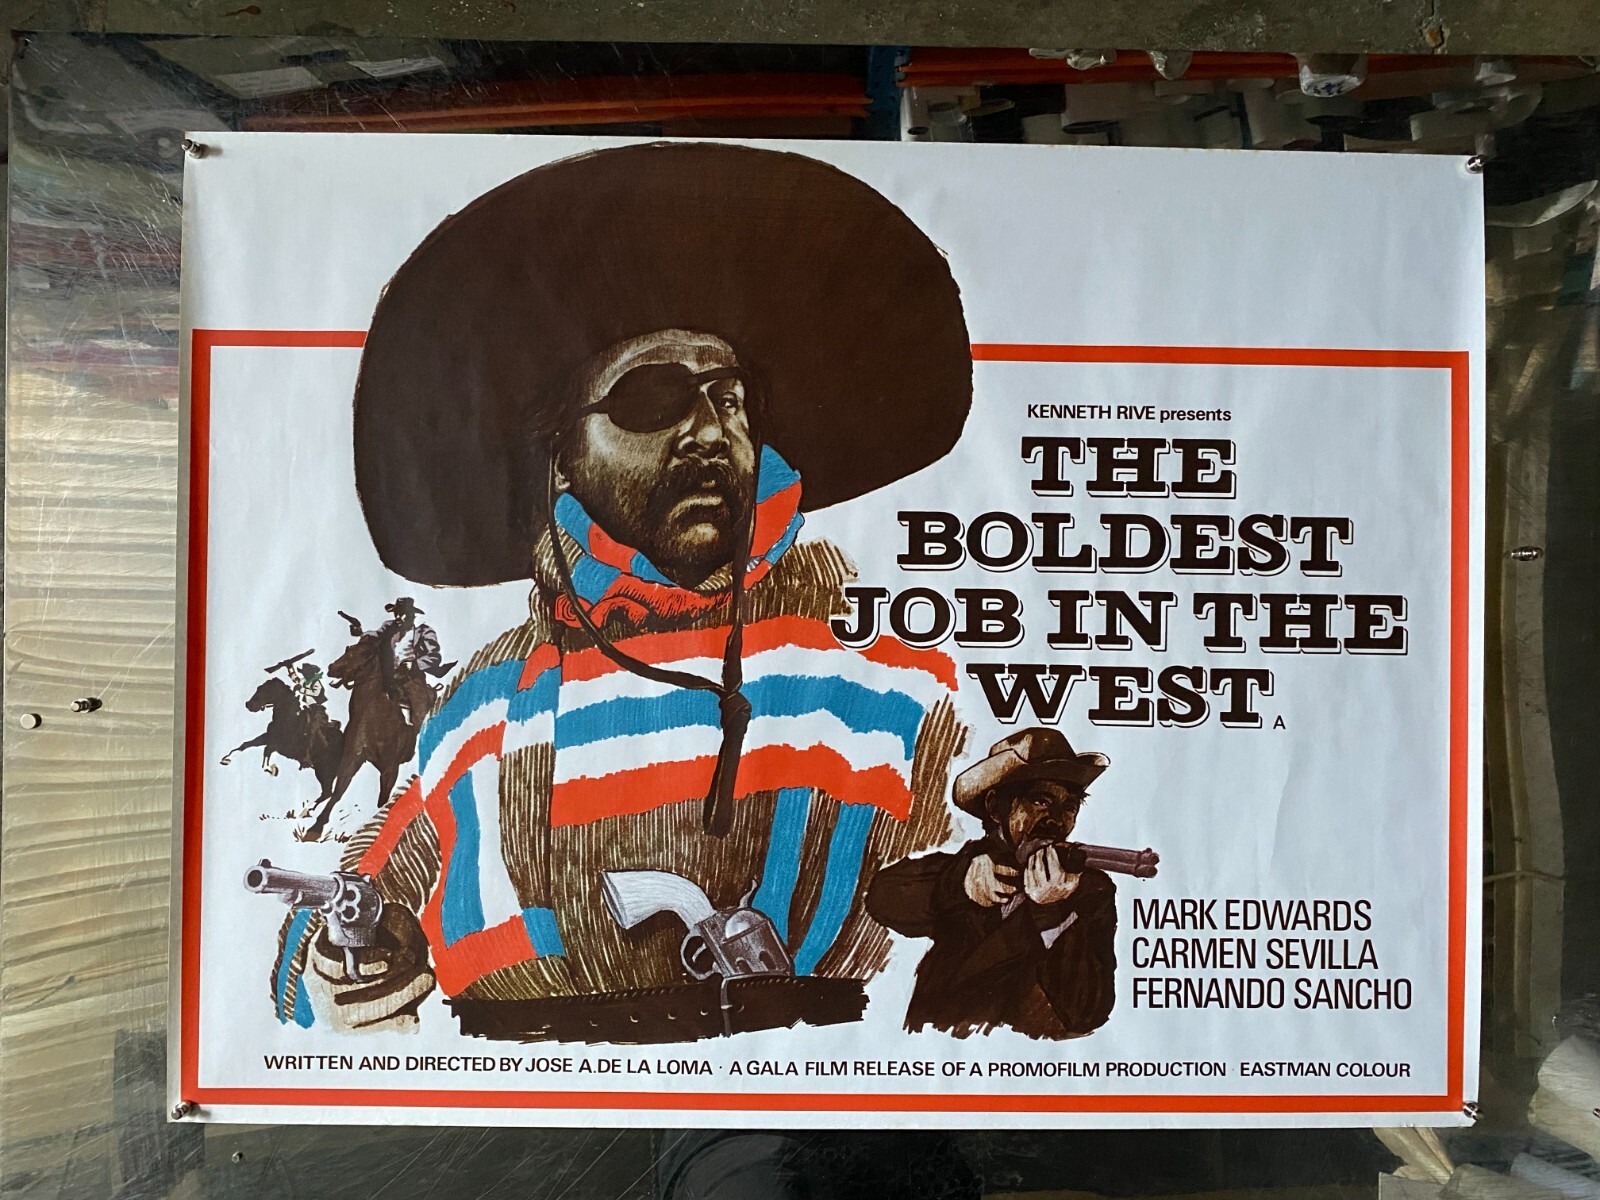 KENNETH RIVE presents
THE
BOLDEST
JOB IN THE
WEST
A
MARK EDWARDS
CARMEN SEVILLA
FERNANDO SANCHO
WRITTEN AND DIRECTED BY JOSE A.DE LA LOMA · A GALA FILM RELEASE OF A PROMOFILM PRODUCTION · EASTMAN COLOUR